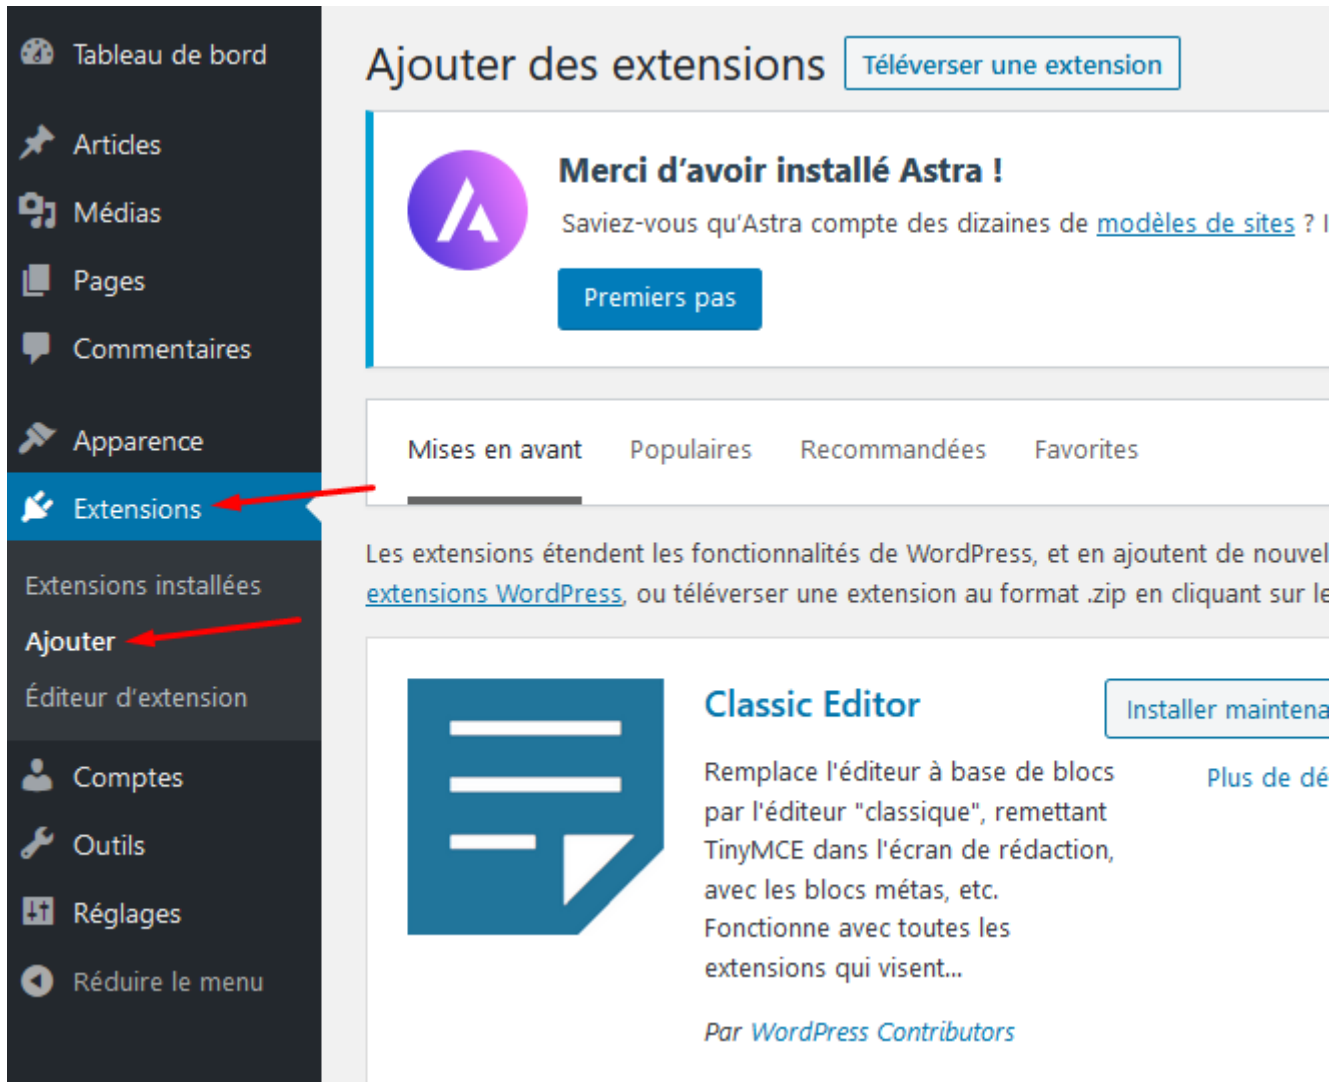 Tableau de bord
Articles
Médias
Pages
Commentaires
Apparence
Extensions
Extensions installées
Ajouter
Éditeur d'extension
Comptes
Outils
Réglages
Réduire le menu
Ajouter des extensions
Téléverser une extension
Merci d’avoir installé Astra !
Saviez-vous qu'Astra compte des dizaines de modèles de sites ?
Premiers pas
Mises en avant Populaires Recommandées Favorites
Les extensions étendent les fonctionnalités de WordPress, et en ajoutent de
extensions WordPress, ou téléverser une extension au format .zip en cliquant sur
Classic Editor
Installer
Remplace l'éditeur à base de blocs
par l'éditeur "classique", remettant
TinyMCE dans l'écran de rédaction,
avec les blocs métas, etc.
Fonctionne avec toutes les
extensions qui visent...
Plus de
Par WordPress Contributors